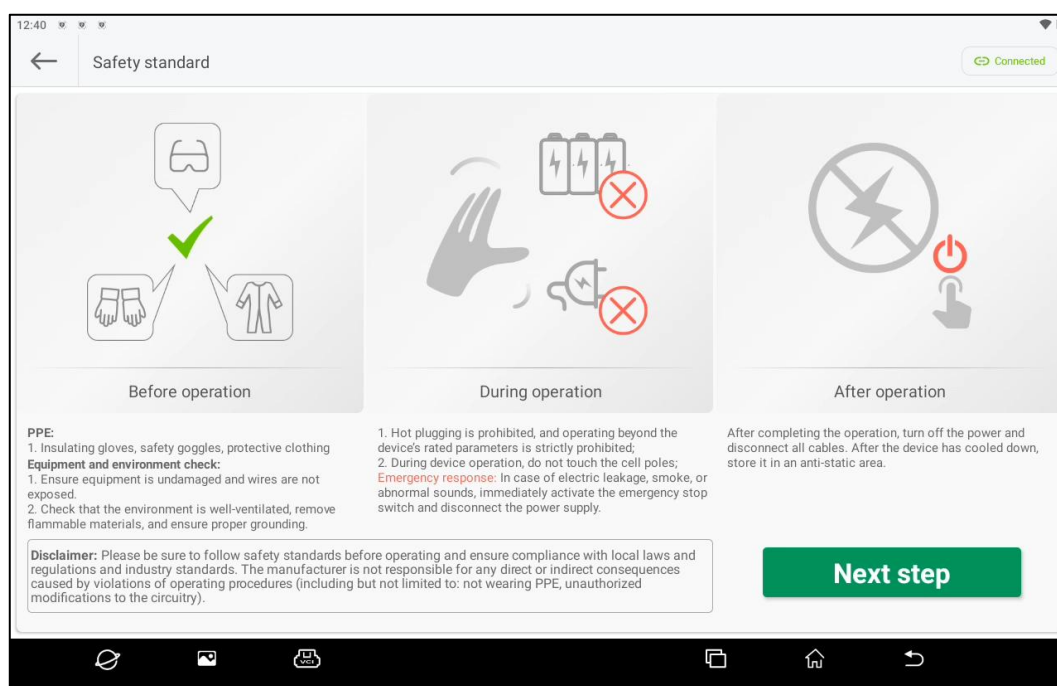 12:40
Safety standard
Connected
Before operation
During operation
After operation
PPE:
1. Insulating gloves, safety goggles, protective clothing
Equipment and environment check:
1. Ensure equipment is undamaged and wires are not
exposed.
2. Check that the environment is well-ventilated, remove
flammable materials, and ensure proper grounding.
1. Hot plugging is prohibited, and operating beyond the
device's rated parameters is strictly prohibited;
2. During device operation, do not touch the cell poles;
Emergency response: In case of electric leakage, smoke, or
abnormal sounds, immediately activate the emergency stop
switch and disconnect the power supply.
After completing the operation, turn off the power and
disconnect all cables. After the device has cooled down,
store it in an anti-static area.
Disclaimer: Please be sure to follow safety standards before operating and ensure compliance with local laws and
regulations and industry standards. The manufacturer is not responsible for any direct or indirect consequences
caused by violations of operating procedures (including but not limited to: not wearing PPE, unauthorized
modifications to the circuitry).
Next step
VCI